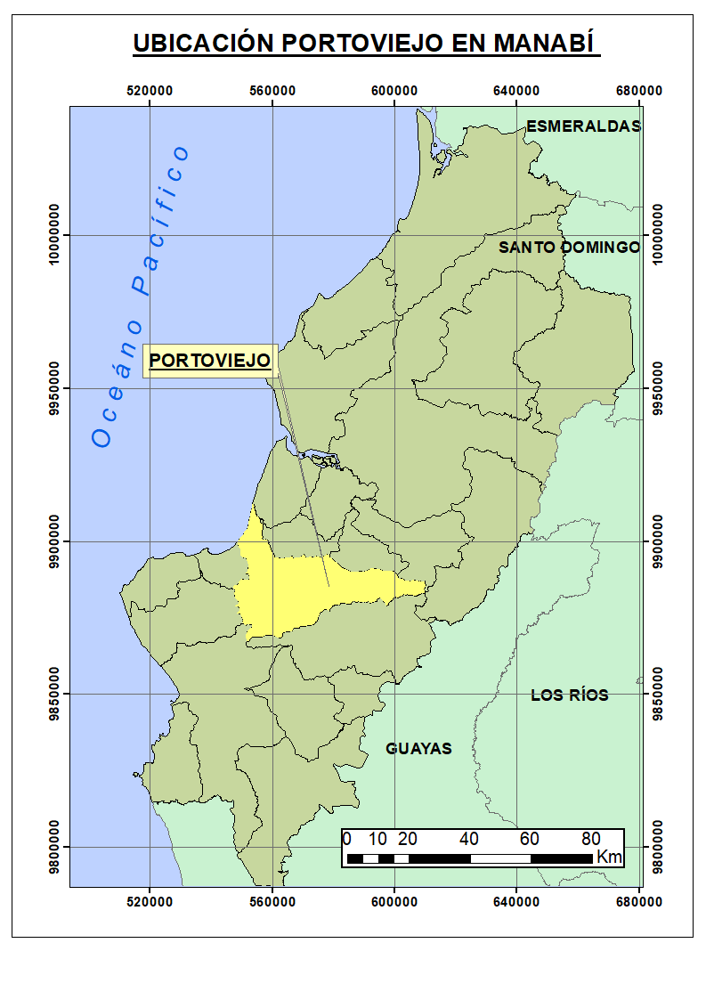 UBICACIÓN PORTOVIEJO EN MANABÍ
520000 560000 600000 640000 680000
ESMERALDAS
Océano Pacífico
10000000 10000000
SANTO DOMINGO
PORTOVIEJO
9950000 9950000
9900000 9900000
9850000 9850000
LOS RÍOS
GUAYAS
0 10 20 40 60 80
Km
9800000 9800000
520000 560000 600000 640000 680000